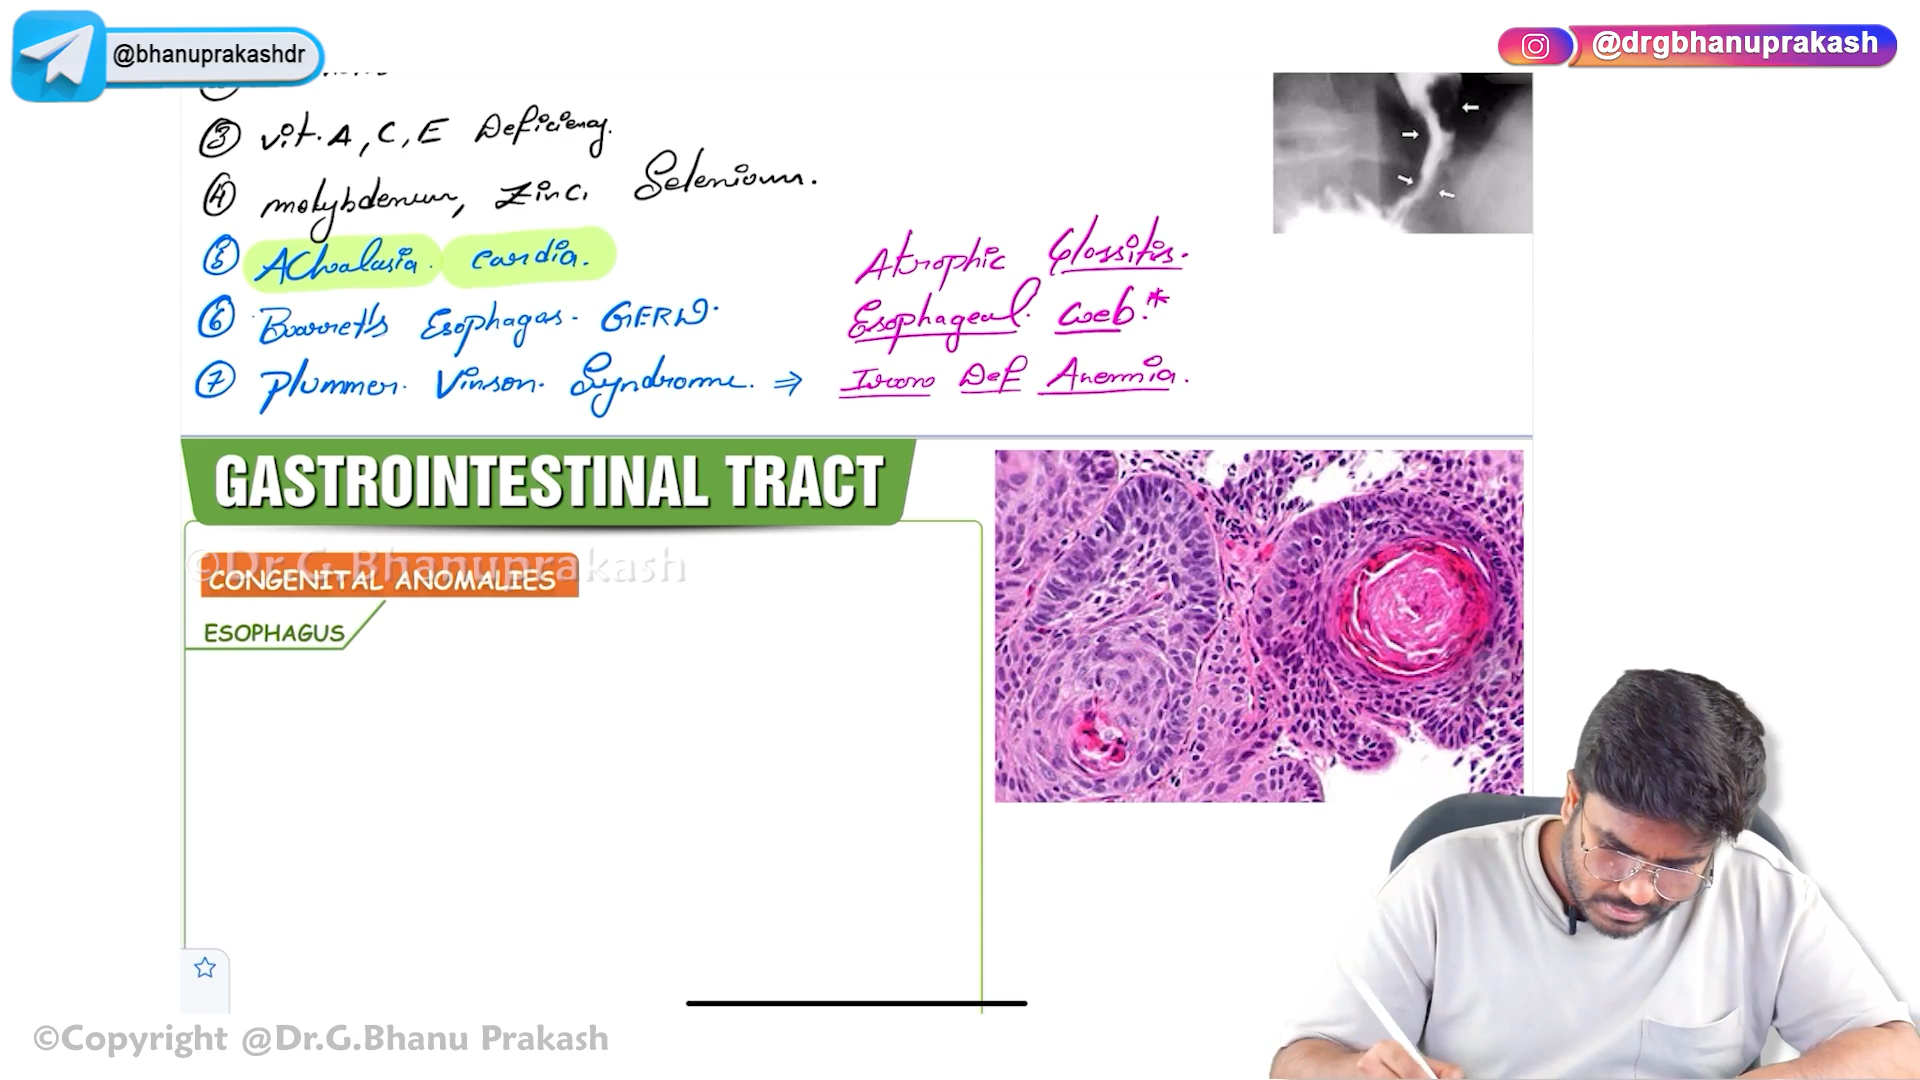 @bhanuprakashdr
@drgbhanuprakash
③ Vit. A, C, E Deficiency.
④ Molybdenum, Zinc, Selenium.
⑤ Achalasia cardia.
⑥ Barret's Esophagus - GERD.
⑦ Plummer Vinson Syndrome. ⇒
Atrophic Glossitis.
Esophageal Web.*
Iron Def Anemia.
GASTROINTESTINAL TRACT
©Dr.G.Bhanuprakash
CONGENITAL ANOMALIES
ESOPHAGUS
©Copyright @Dr.G.Bhanu Prakash